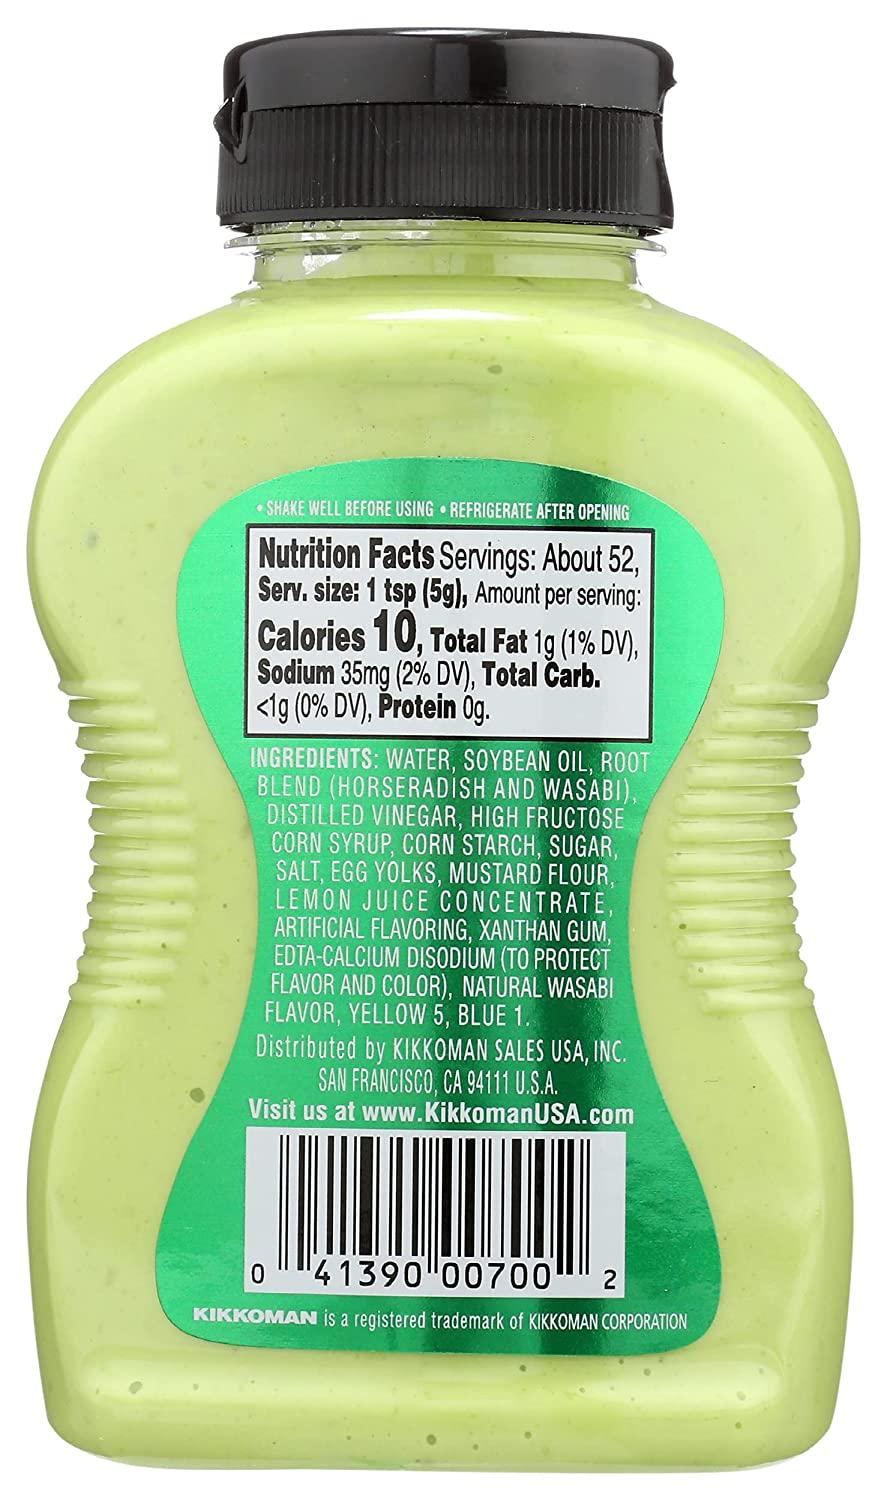 • SHAKE WELL BEFORE USING • REFRIGERATE AFTER OPENING
Nutrition Facts Servings: About 52,
Serv. size: 1 tsp (5g), Amount per serving:
Calories 10, Total Fat 1g (1% DV),
Sodium 35mg (2% DV), Total Carb.
<1g (0% DV), Protein 0g.
INGREDIENTS: WATER, SOYBEAN OIL, ROOT
BLEND (HORSERADISH AND WASABI),
DISTILLED VINEGAR, HIGH FRUCTOSE
CORN SYRUP, CORN STARCH, SUGAR,
SALT, EGG YOLKS, MUSTARD FLOUR,
LEMON JUICE CONCENTRATE,
ARTIFICIAL FLAVORING, XANTHAN GUM,
EDTA-CALCIUM DISODIUM (TO PROTECT
FLAVOR AND COLOR), NATURAL WASABI
FLAVOR, YELLOW 5, BLUE 1.
Distributed by KIKKOMAN SALES USA, INC.
SAN FRANCISCO, CA 94111 U.S.A.
Visit us at www.KikkomanUSA.com
0 41390 00700 2
KIKKOMAN is a registered trademark of KIKKOMAN CORPORATION